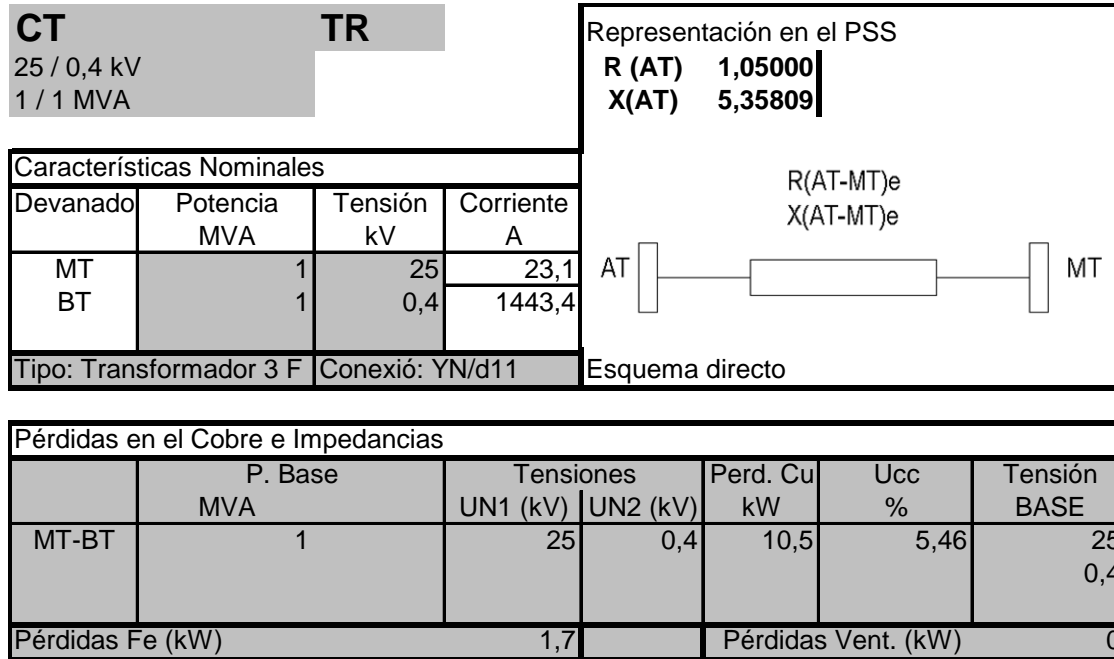 CT TR
25 / 0,4 kV
1 / 1 MVA
Representación en el PSS
R (AT) 1,05000
X(AT) 5,35809
Características Nominales
Devanado Potencia Tensión Corriente
MVA kV A
MT 1 25 23,1
BT 1 0,4 1443,4
Tipo: Transformador 3 F Conexió: YN/d11
R(AT-MT)e
X(AT-MT)e
AT MT
Esquema directo
Pérdidas en el Cobre e Impedancias
P. Base Tensiones Perd. Cu Ucc Tensión
MVA UN1 (kV) UN2 (kV) kW % BASE
MT-BT 1 25 0,4 10,5 5,46 25
0,4
Pérdidas Fe (kW) 1,7 Pérdidas Vent. (kW) 0